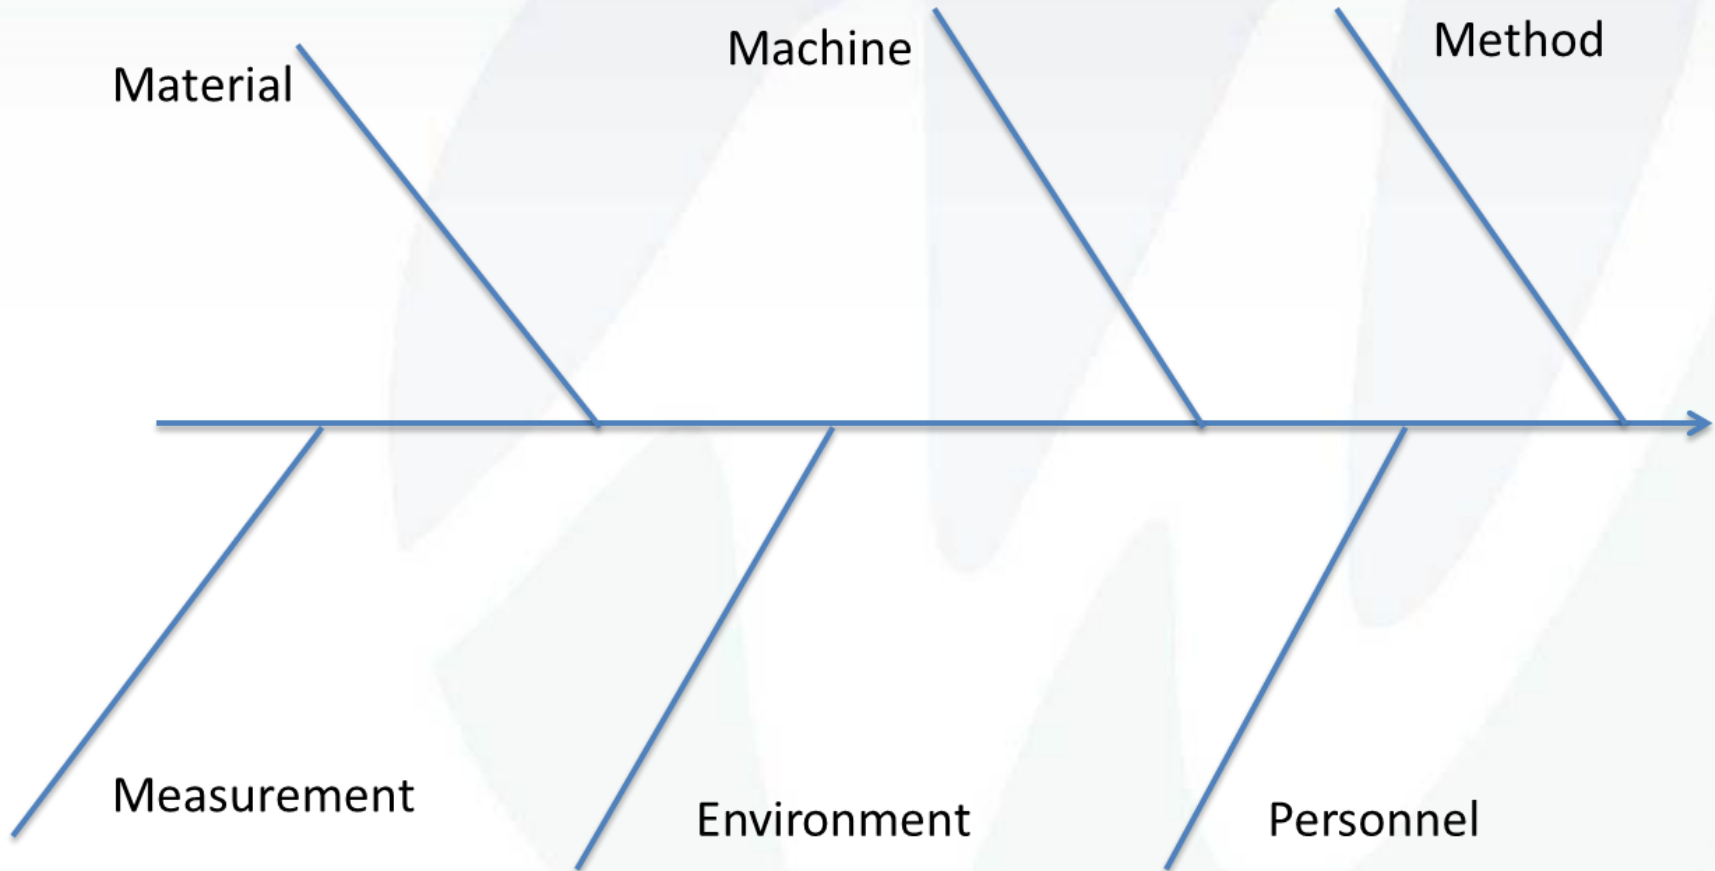 Material
Machine
Method
Measurement
Environment
Personnel